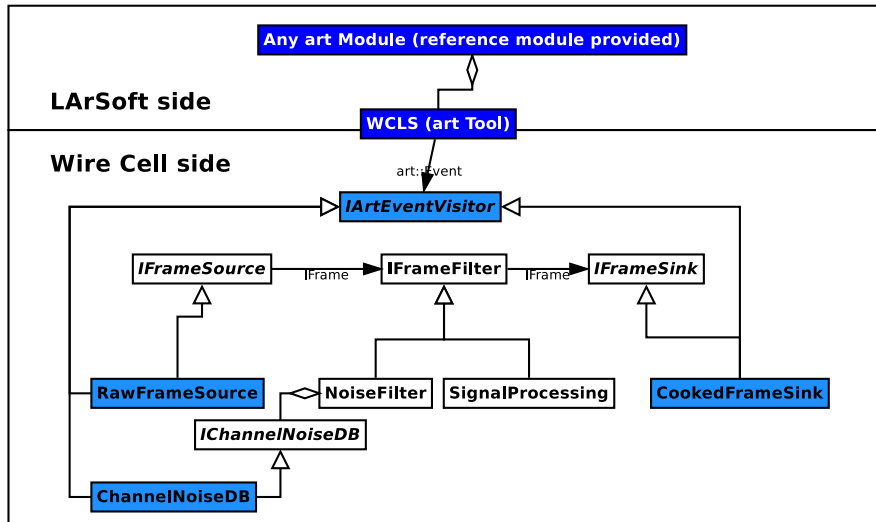 Any art Module (reference module provided)
LArSoft side
WCLS (art Tool)
Wire Cell side
art::Event
IArtEventVisitor
IFrameSource
IFrame
IFrameFilter
IFrame
IFrameSink
RawFrameSource
NoiseFilter
SignalProcessing
CookedFrameSink
IChannelNoiseDB
ChannelNoiseDB